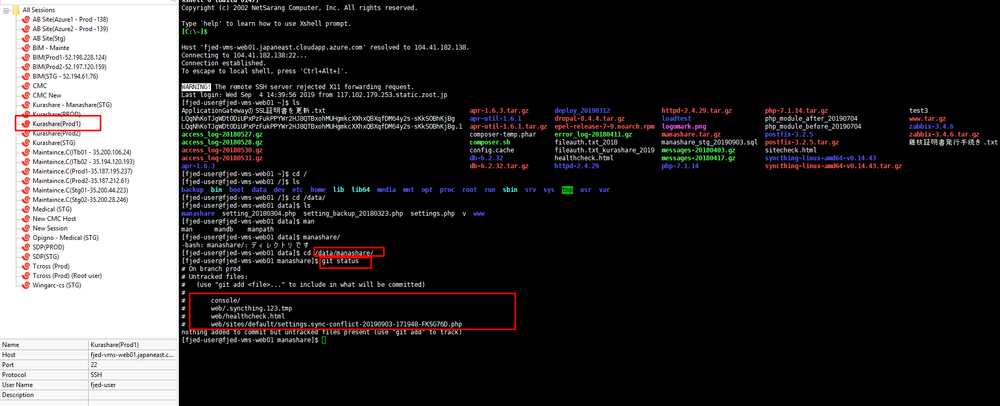 All Sessions
AB Site(Azure1 - Prod -138)
AB Site(Azure2 - Prod -139)
AB Site(Stg)
BIM - Mainte
BIM(Prod1-52.198.228.124)
BIM(Prod2-52.197.120.159)
BIM(STG - 52.194.61.76)
CMC
CMC New
Kurashare - Manashare(STG)
Kurashare(PROD)
Kurashare(Prod1)
Kurashare(Prod2)
Kurashare(STG)
Maintaince.C(ITb01 - 35.200.106.24)
Maintaince.C(ITb02 - 35.194.120.193)
Maintaince.C(Prod1-35.187.195.237)
Maintaince.C(Prod2-35.187.212.61)
Maintaince.C(Stg01-35.200.44.223)
Maintaince.C(Stg02-35.200.28.246)
Medical (STG)
New CMC Host
New Session
Opigno - Medical (STG)
SDP(PROD)
SDP(STG)
Tcross (Prod)
Tcross (Prod) (Root user)
Wingarc-cs (STG)
Name Kurashare(Prod1)
Host fjed-vms-web01.japaneast.c...
Port 22
Protocol SSH
User Name fjed-user
Description
Xshell 6 (Build 0147)
Copyright (c) 2002 NetSarang Computer, Inc. All rights reserved.
Type `help' to learn how to use Xshell prompt.
[C:\~]$
Host 'fjed-vms-web01.japaneast.cloudapp.azure.com' resolved to 104.41.182.138.
Connecting to 104.41.182.138:22...
Connection established.
To escape to local shell, press 'Ctrl+Alt+]'.
WARNING! The remote SSH server rejected X11 forwarding request.
Last login: Wed Sep  4 14:39:56 2019 from 117.102.179.253.static.zoot.jp
[fjed-user@fjed-vms-web01 ~]$ ls
ApplicationGatewayのSSL証明書を更新.txt apr-1.6.3.tar.gz deploy_20190312 httpd-2.4.29.tar.gz php-7.1.14.tar.gz test3
LQqNhKoTJgWDt0DiUPxPzFukPPYWr2HJ8QTBxohMUHgmkcXXhxQBXqfDM64y2s-sKkSOBhKjBg apr-util-1.6.1 drupal-8.4.4.tar.gz loadtest php_module_after_20190704 www.tar.gz
LQqNhKoTJgWDt0DiUPxPzFukPPYWr2HJ8QTBxohMUHgmkcXXhxQBXqfDM64y2s-sKkSOBhKjBg.1 apr-util-1.6.1.tar.gz epel-release-7-9.noarch.rpm logomark.png php_module_before_20190704 zabbix-3.4.6
access_log-20180527.gz composer-temp.phar error_log-20180411.gz manashare.tar.gz postfix-3.2.5 zabbix-3.4.6.tar.gz
access_log-20180528.gz composer.sh fileauth.txt_2018 manashare_stg_20190903.sql postfix-3.2.5.tar.gz 藤枝証明書発行手続き.txt
access_log-20180530.gz config.cache fileauth.txt_kurashare_2019 messages-20180403.gz sitecheck.html
access_log-20180531.gz db-6.2.32 healthcheck.html messages-20180417.gz syncthing-linux-amd64-v0.14.43
apr-1.6.3 db-6.2.32.tar.gz httpd-2.4.29 php-7.1.14 syncthing-linux-amd64-v0.14.43.tar.gz
[fjed-user@fjed-vms-web01 ~]$ cd /
[fjed-user@fjed-vms-web01 /]$ ls
backup bin boot data dev etc home lib lib64 media mnt opt proc root run sbin srv sys tmp usr var
[fjed-user@fjed-vms-web01 /]$ cd /data/
[fjed-user@fjed-vms-web01 data]$ ls
manashare setting_20180304.php setting_backup_20180323.php settings.php v www
[fjed-user@fjed-vms-web01 data]$ man
man mandb manpath
[fjed-user@fjed-vms-web01 data]$ manashare/
-bash: manashare/: ディレクトリです
[fjed-user@fjed-vms-web01 data]$ cd /data/manashare/
[fjed-user@fjed-vms-web01 manashare]$ git status
# On branch prod
# Untracked files:
#   (use "git add <file>..." to include in what will be committed)
#
#       console/
#       web/.syncthing.123.tmp
#       web/healthcheck.html
#       web/sites/default/settings.sync-conflict-20190903-171948-FKSG76D.php
nothing added to commit but untracked files present (use "git add" to track)
[fjed-user@fjed-vms-web01 manashare]$